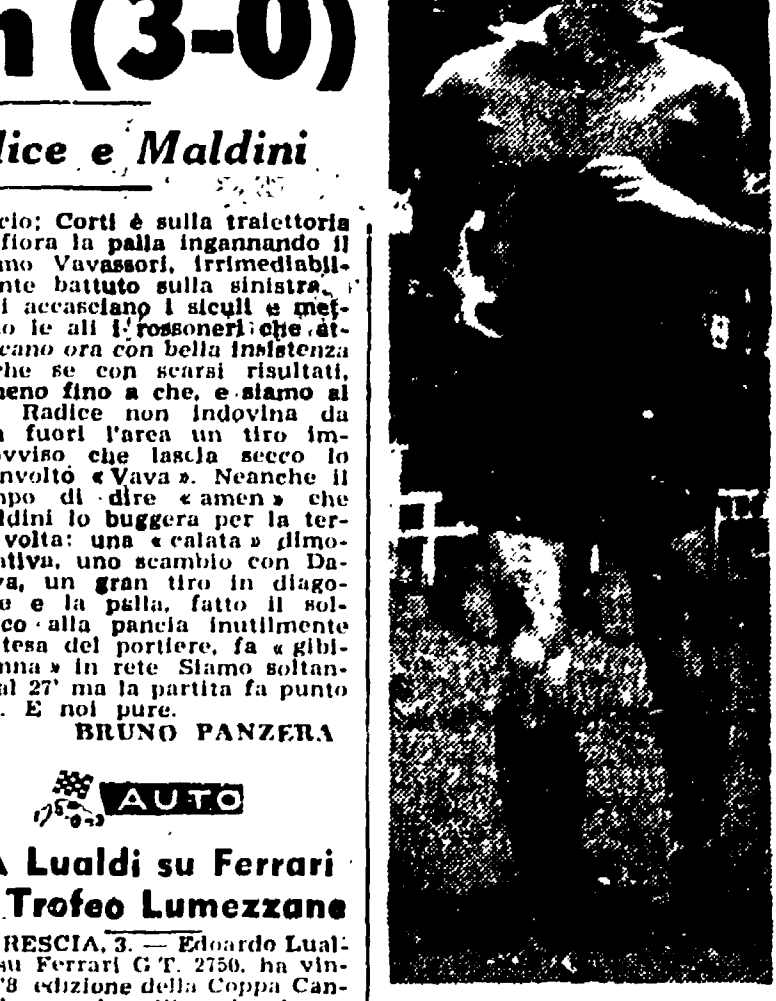 (3-0)
lice e Maldini
cio; Corti è sulla traiettoria
fiora la palla ingannando il
mo Vavassori, irrimediabil-
nte battuto sulla sinistra.
i accasciano i siculi e met-
o le ali i rossoneri che at-
cano ora con bella insistenza
he se con scarsi risultati,
meno fino a che, e siamo al
Radice non indovina da
fuori l'area un tiro im-
vviso che lascia secco lo
nvolto « Vava ». Neanche il
mpo di dire « amen » che
ldini lo buggera per la ter-
volta: una « calata » dimo-
ativa, uno scambio con Da-
va, un gran tiro in diago-
e e la palla, fatto il sol-
co alla pancia inutilmente
tesa del portiere, fa « gibi-
nna » in rete Siamo soltan-
al 27' ma la partita fa punto
. E noi pure.
BRUNO PANZERA
AUTO
A Lualdi su Ferrari
Trofeo Lumezzane
RESCIA, 3. — Edoardo Lual-
su Ferrari G T. 2750, ha vin-
'8 edizione della Coppa Can-